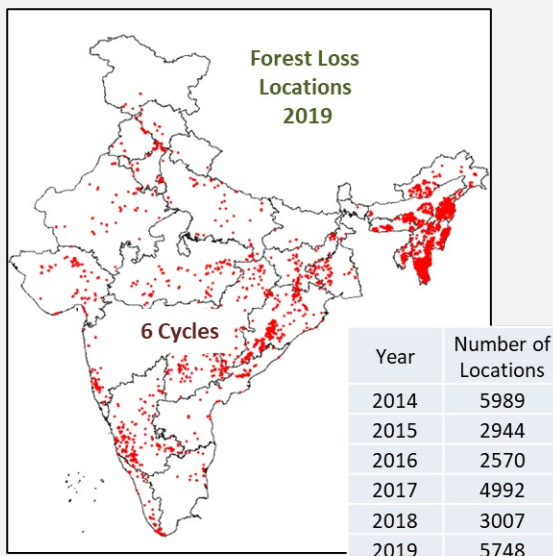 Forest Loss
Locations
2019
6 Cycles
Year Number of
Locations
2014 5989
2015 2944
2016 2570
2017 4992
2018 3007
2019 5748